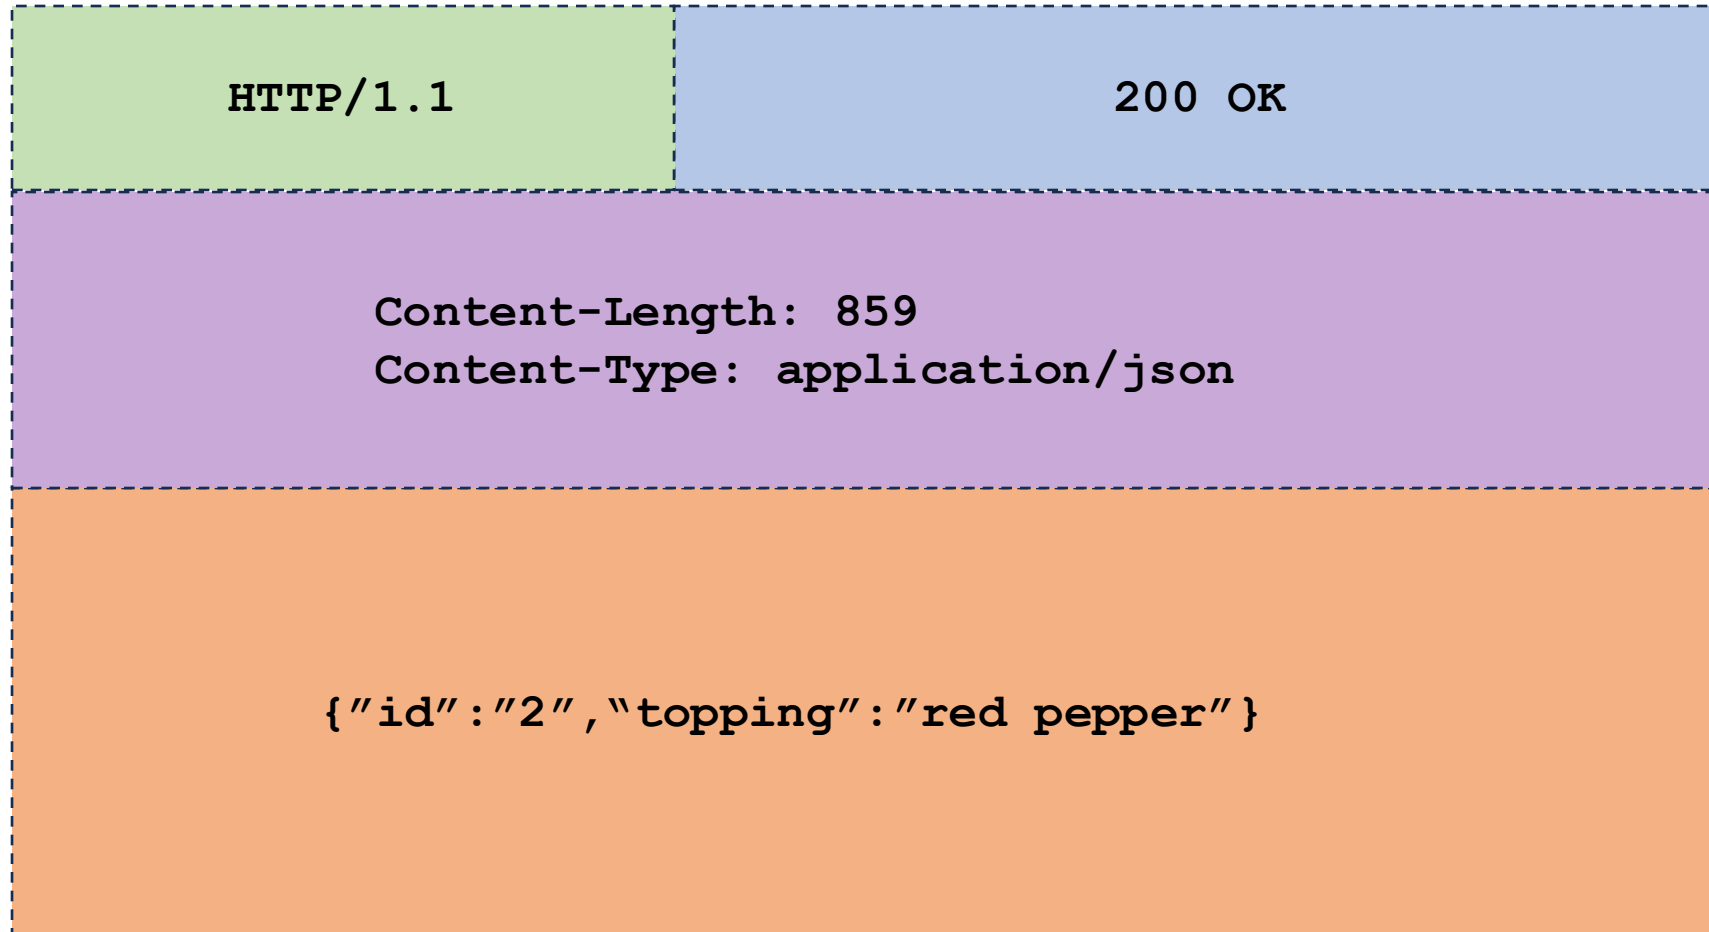 HTTP/1.1
200 OK
Content-Length: 859
Content-Type: application/json
{”id”:”2”,“topping”:”red pepper”}